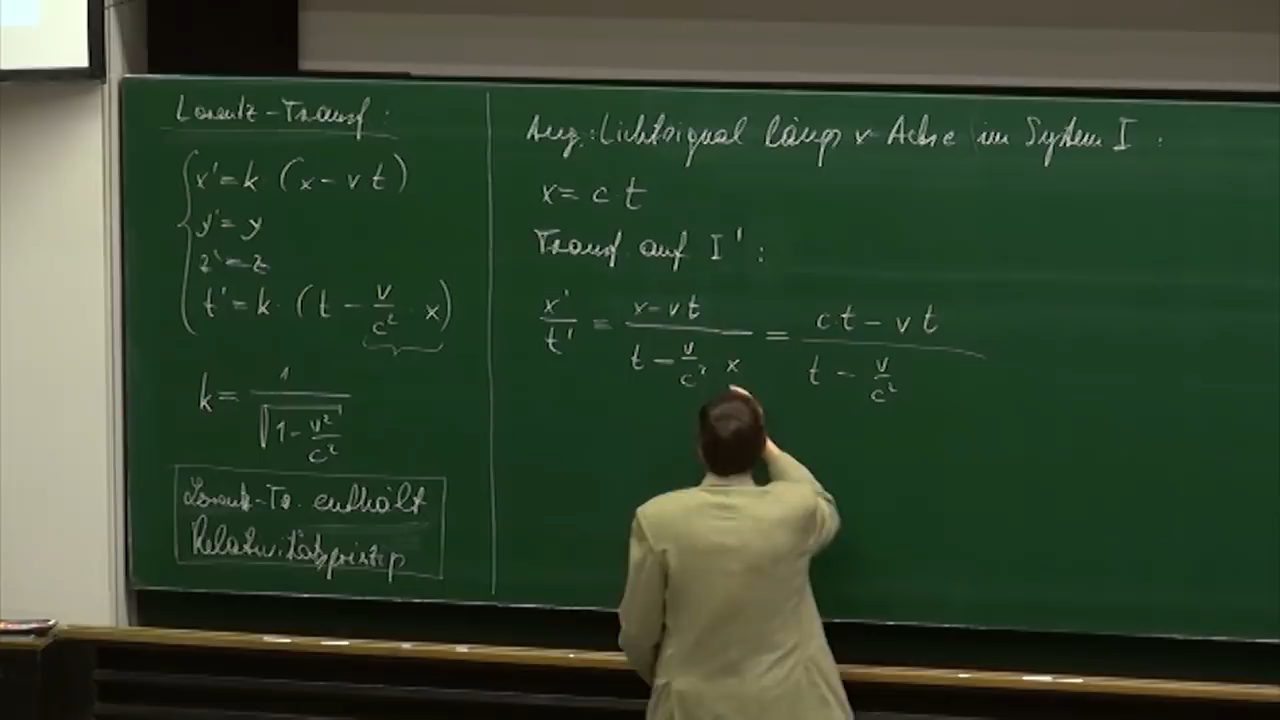 Lorentz-Transf.:
x' = k (x - v t)
y' = y
z' = z
t' = k · (t - v/c² · x)
k = 1/√(1 - v²/c²)
Lorentz-Tr. enthält
Relativitätsprinzip
Ang.: Lichtsignal längs x-Achse im System I :
x = c t
Transf auf I' :
x'/t' = (x - v t)/(t - v/c² · x) = (c·t - v t)/(t - v/c²